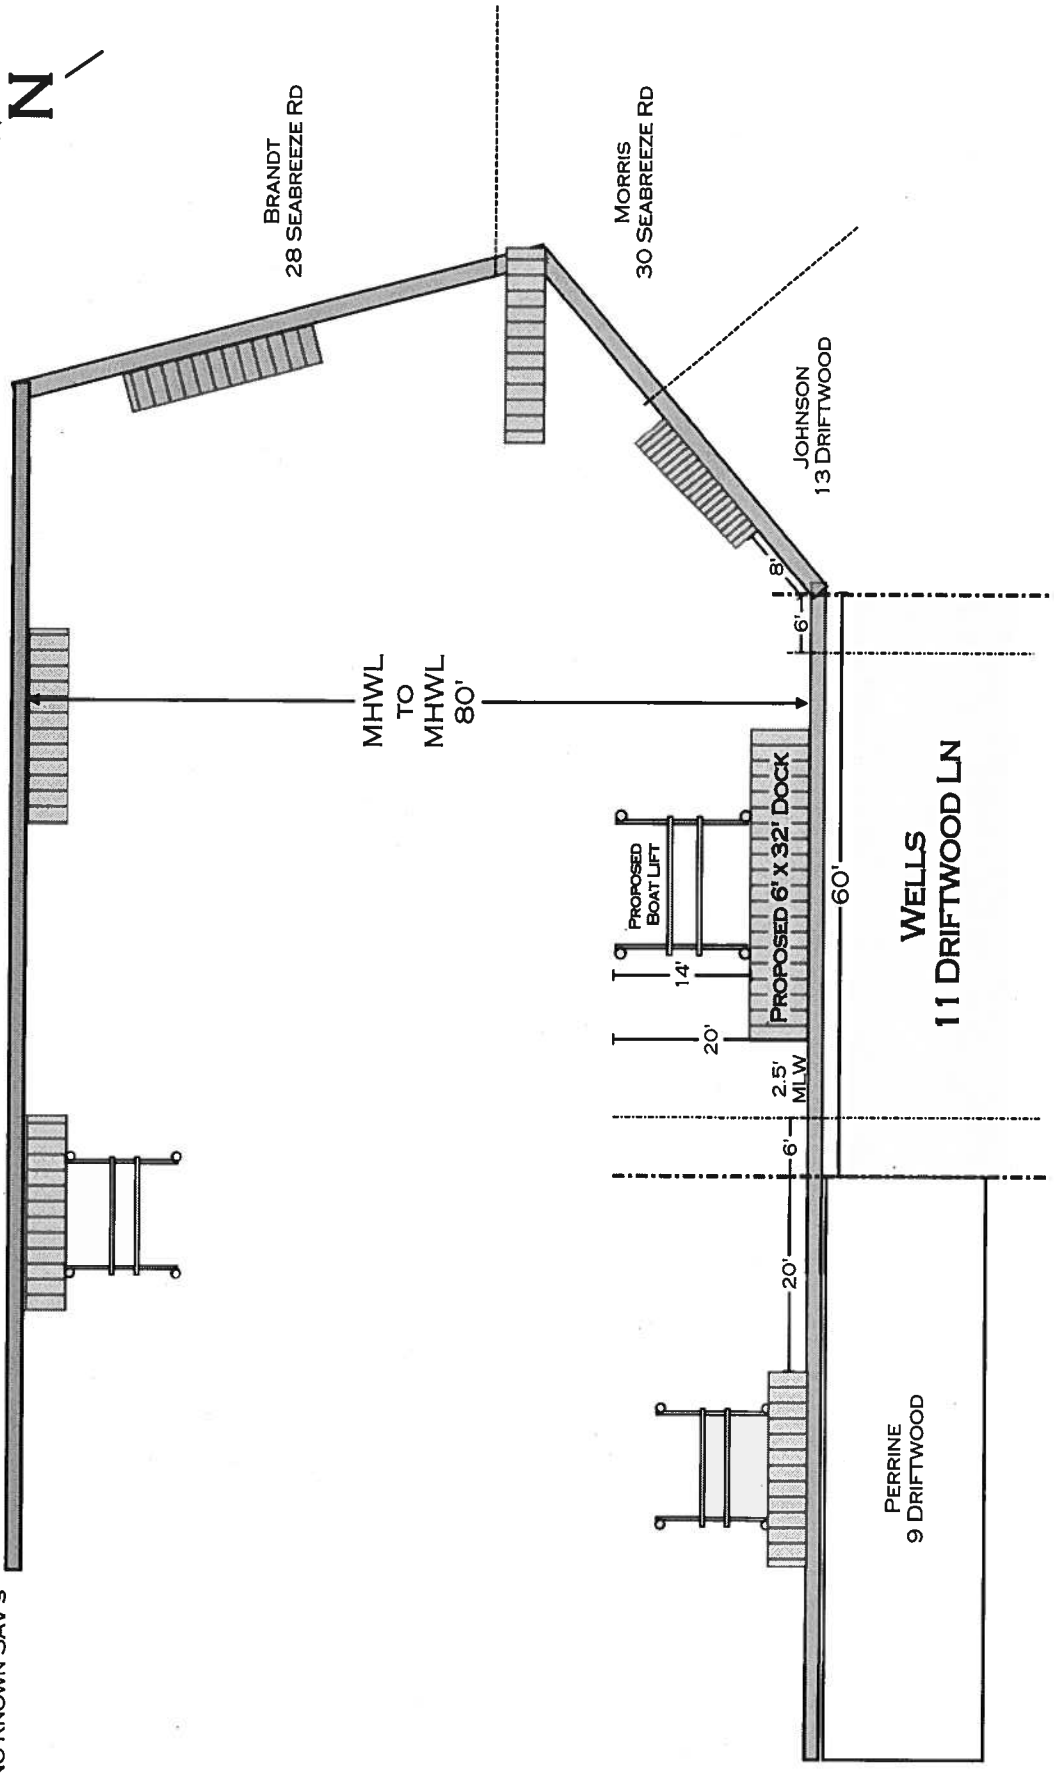 N
BRANDT
28 SEABREEZE RD
MORRIS
30 SEABREEZE RD
JOHNSON
13 DRIFTWOOD
MHWL
TO
MHWL
80'
8'
6'
PROPOSED
BOAT LIFT
PROPOSED 6' X 32' DOCK
14'
20'
2.5'
MLW
60'
WELLS
11 DRIFTWOOD LN
6'
20'
PERRINE
9 DRIFTWOOD
KNOWN SAV'S